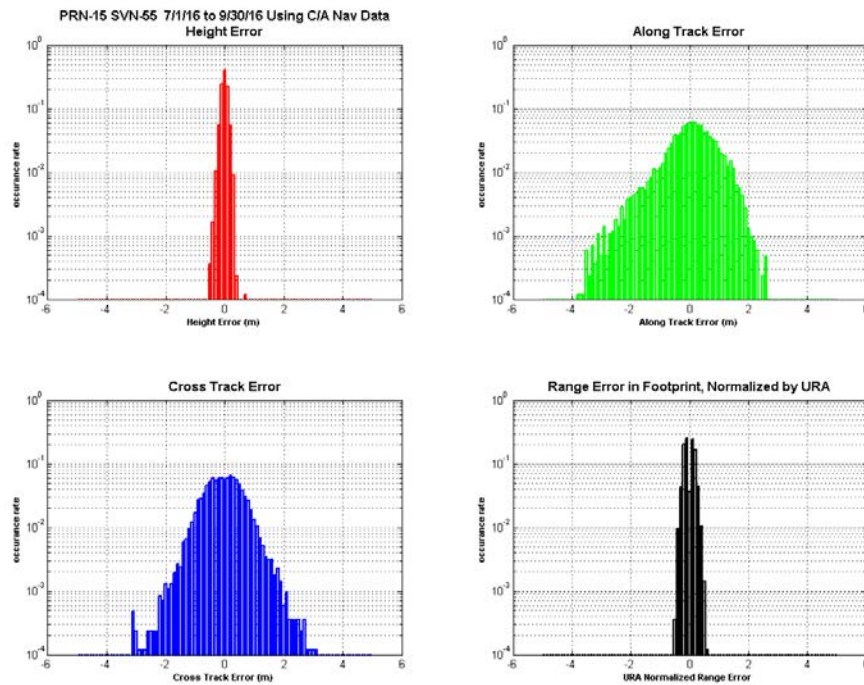 PRN-15 SVN-55 7/1/16 to 9/30/16 Using C/A Nav Data
Height Error
10^0
10^-1
10^-2
10^-3
10^-4
occurance rate
-6 -4 -2 0 2 4 6
Height Error (m)
Along Track Error
10^0
10^-1
10^-2
10^-3
10^-4
occurance rate
-6 -4 -2 0 2 4 6
Along Track Error (m)
Cross Track Error
10^0
10^-1
10^-2
10^-3
10^-4
occurance rate
-6 -4 -2 0 2 4 6
Cross Track Error (m)
Range Error in Footprint, Normalized by URA
10^0
10^-1
10^-2
10^-3
10^-4
occurance rate
-6 -4 -2 0 2 4 6
URA Normalized Range Error